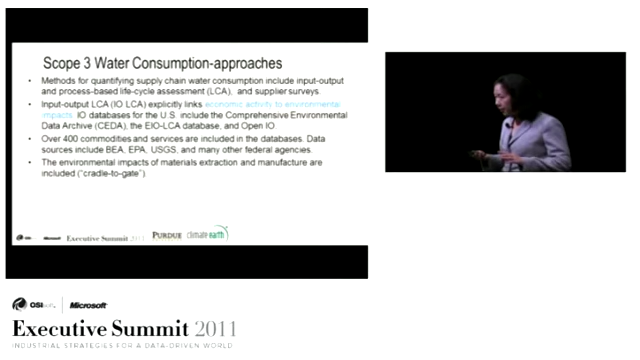 Scope 3 Water Consumption-approaches
• Methods for quantifying supply chain water consumption include input-output
and process-based life-cycle assessment (LCA), and supplier surveys.
• Input-output LCA (IO LCA) explicitly links economic activity to environmental
impacts. IO databases for the U.S. include the Comprehensive Environmental
Data Archive (CEDA), the EIO-LCA database, and Open IO.
• Over 400 commodities and services are included in the databases. Data
sources include BEA, EPA, USGS, and many other federal agencies.
• The environmental impacts of materials extraction and manufacture are
included ("cradle-to-gate").
Executive Summit 2011 PURDUE climate earth
OSIsoft. Microsoft
Executive Summit 2011
INDUSTRIAL STRATEGIES FOR A DATA-DRIVEN WORLD